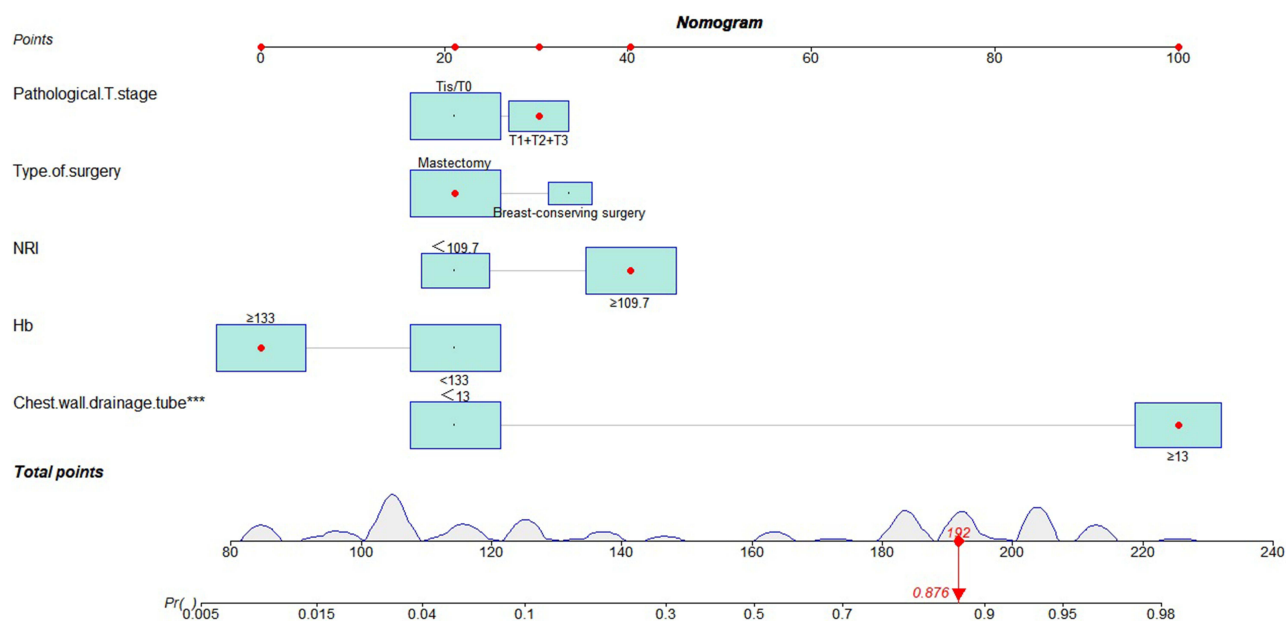 Nomogram
Points
0 20 40 60 80 100
Pathological.T.stage
Tis/T0
T1+T2+T3
Type.of.surgery
Mastectomy
Breast-conserving surgery
NRI
<109.7
≥109.7
Hb
≥133
<133
Chest.wall.drainage.tube***
<13
≥13
Total points
192
80 100 120 140 160 180 200 220 240
0.876
Pr( )
0.005 0.015 0.04 0.1 0.3 0.5 0.7 0.9 0.95 0.98